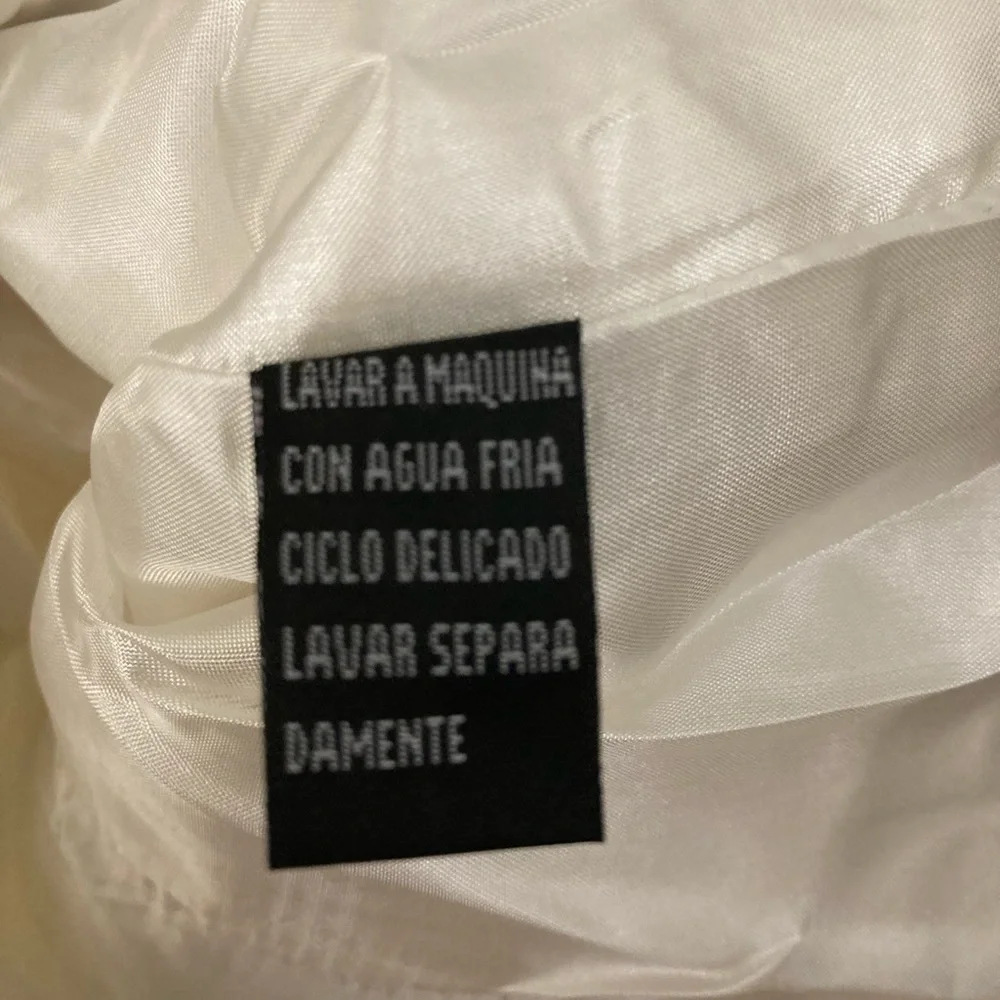 LAVAR A MAQUINA
CON AGUA FRIA
CICLO DELICADO
LAVAR SEPARA
DAMENTE